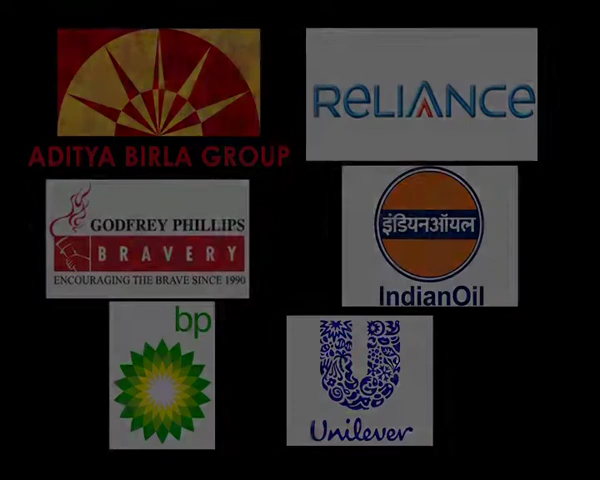 ADITYA BIRLA GROUP
RELIANCE
GODFREY PHILLIPS
BRAVERY
ENCOURAGING THE BRAVE SINCE 1990
इंडियनऑयल
IndianOil
bp
Unilever